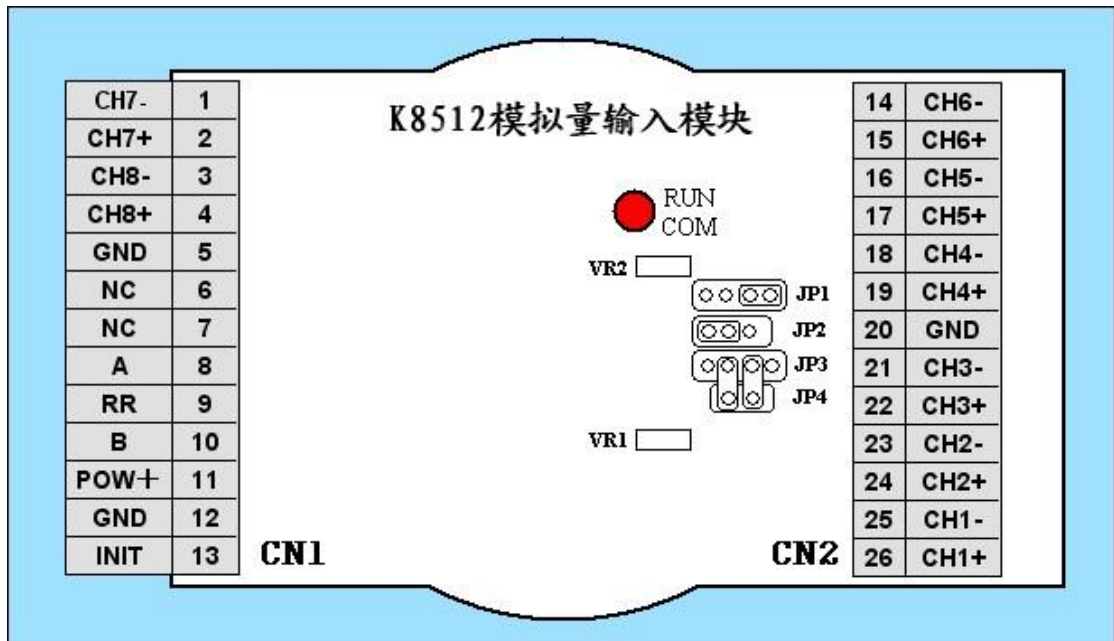 K8512模拟量输入模块
CH7- 1
CH7+ 2
CH8- 3
CH8+ 4
GND 5
NC 6
NC 7
A 8
RR 9
B 10
POW+ 11
GND 12
INIT 13
CN1
RUN
COM
VR2
JP1
JP2
JP3
JP4
VR1
CN2
14 CH6-
15 CH6+
16 CH5-
17 CH5+
18 CH4-
19 CH4+
20 GND
21 CH3-
22 CH3+
23 CH2-
24 CH2+
25 CH1-
26 CH1+